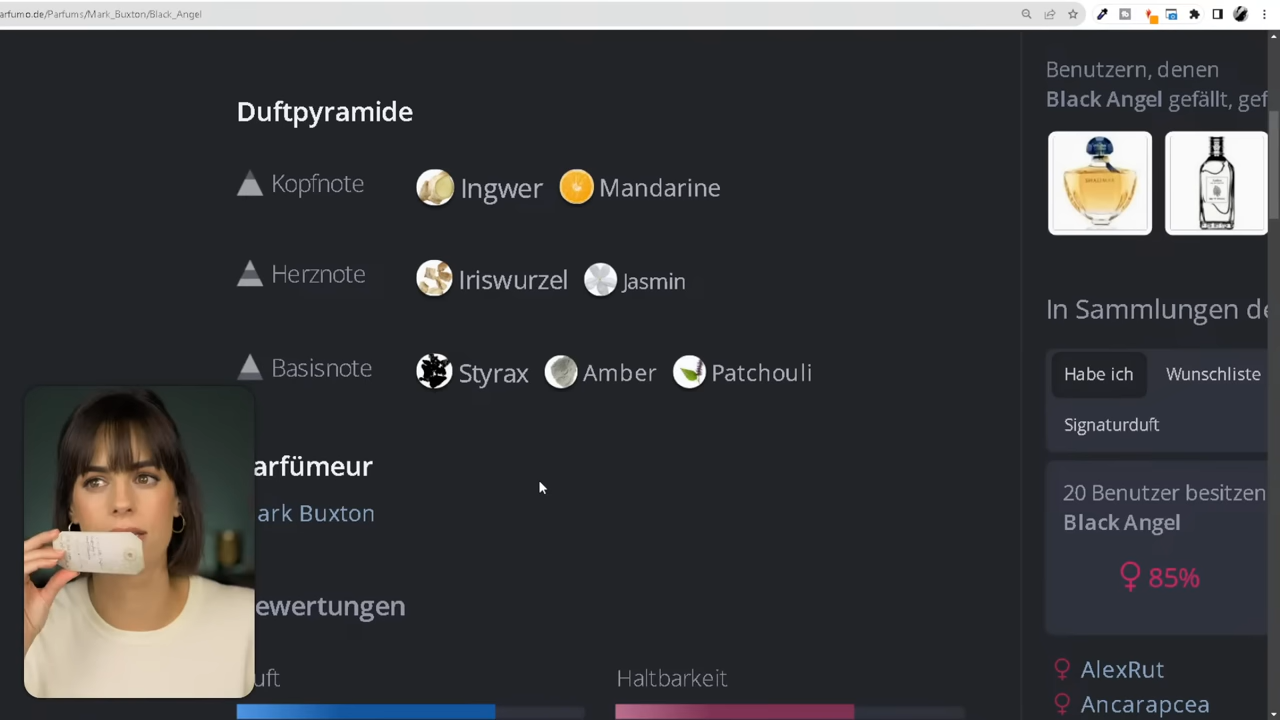 arfumo.de/Parfums/Mark_Buxton/Black_Angel
Duftpyramide
Kopfnote Ingwer Mandarine
Herznote Iriswurzel Jasmin
Basisnote Styrax Amber Patchouli
arfümeur
ark Buxton
ewertungen
uft Haltbarkeit
Benutzern, denen
Black Angel gefällt, gef
In Sammlungen de
Habe ich Wunschliste
Signaturduft
20 Benutzer besitzen
Black Angel
85%
AlexRut
Ancarapcea